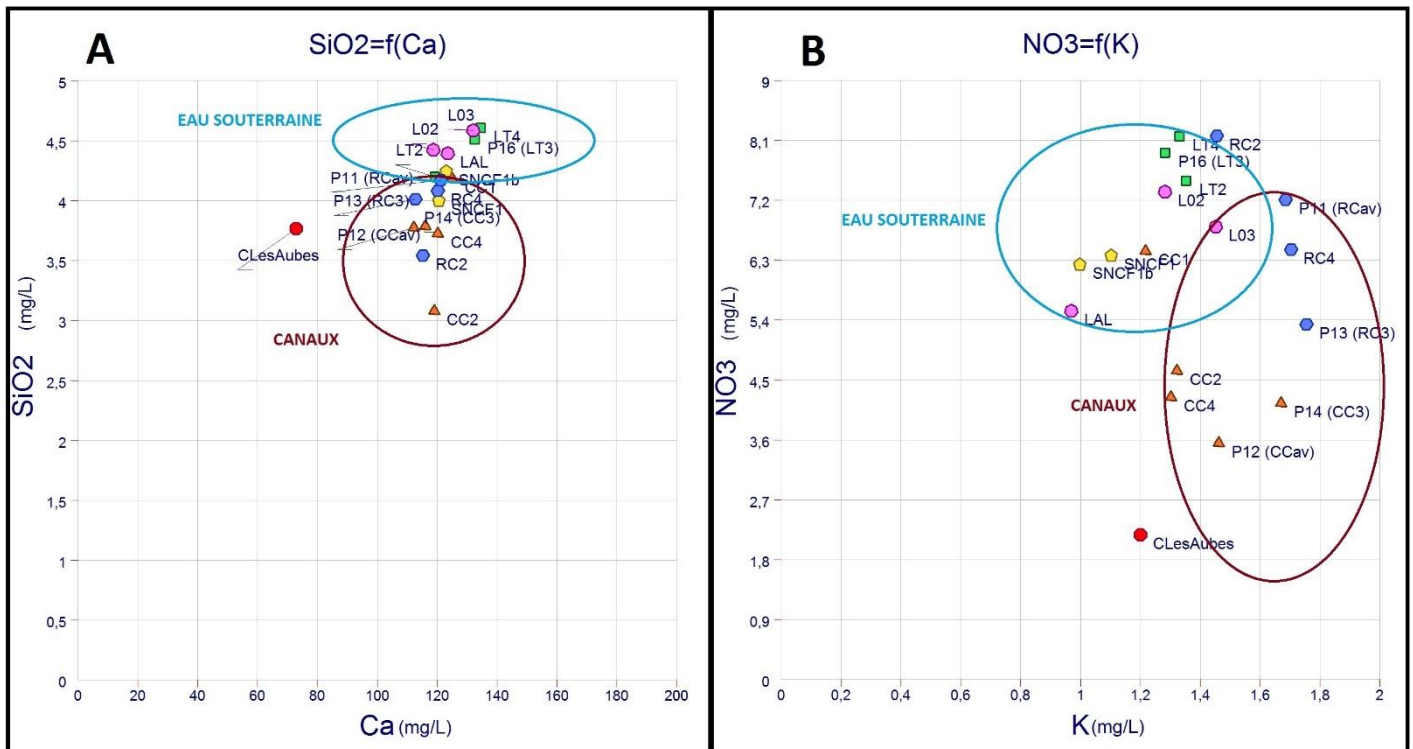 A
SiO2=f(Ca)
SiO2 (mg/L)
5
4,5
4
3,5
3
2,5
2
1,5
1
0,5
0
EAU SOUTERRAINE
L03
L02
LT4
P16 (LT3)
LT2
LAL
P11 (RCav)
SNCF1b
CC1
P13 (RC3)
RC4
SNCF1
P14 (CC3)
P12 (CCav)
CC4
CLesAubes
RC2
CC2
CANAUX
0 20 40 60 80 100 120 140 160 180 200
Ca (mg/L)
B
NO3=f(K)
NO3 (mg/L)
9
8,1
7,2
6,3
5,4
4,5
3,6
2,7
1,8
0,9
0
LT4 RC2
P16 (LT3)
LT2
L02
P11 (RCav)
EAU SOUTERRAINE
L03
RC4
SNCF1 CC1
SNCF1b
LAL
P13 (RC3)
CC2
CANAUX
CC4
P14 (CC3)
P12 (CCav)
CLesAubes
0 0,2 0,4 0,6 0,8 1 1,2 1,4 1,6 1,8 2
K (mg/L)